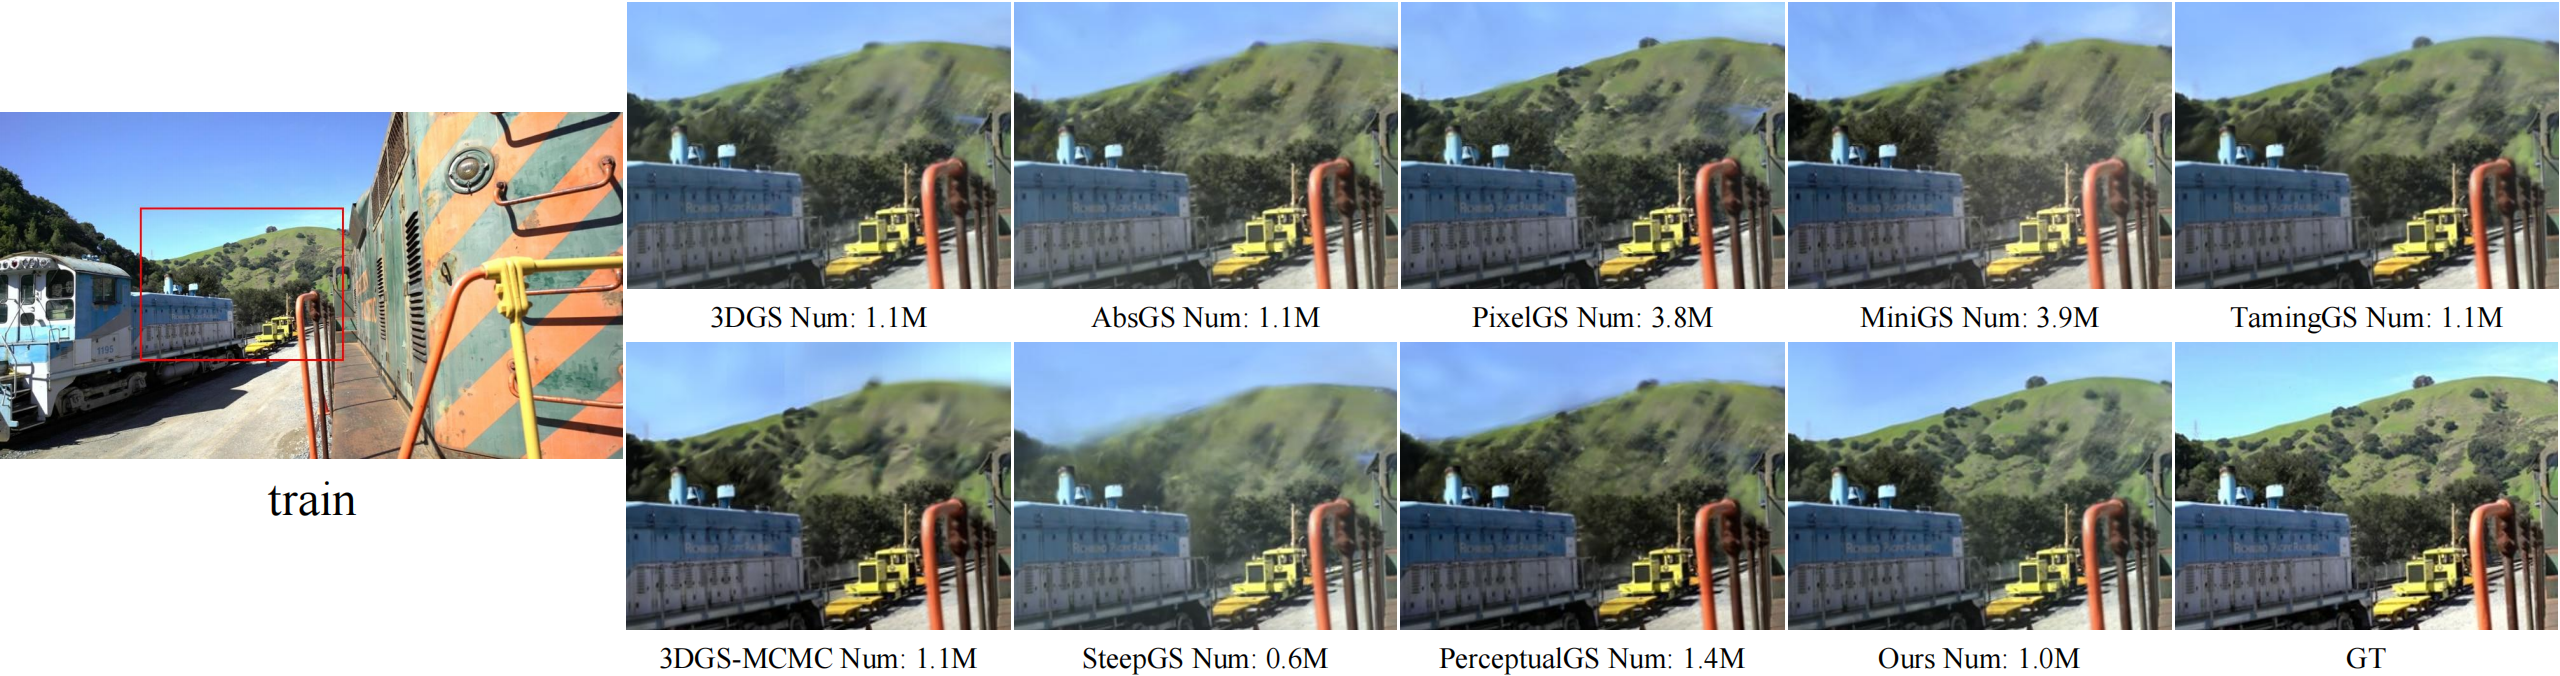 3DGS Num: 1.1M
AbsGS Num: 1.1M
PixelGS Num: 3.8M
MiniGS Num: 3.9M
TamingGS Num: 1.1M
train
3DGS-MCMC Num: 1.1M
SteepGS Num: 0.6M
PerceptualGS Num: 1.4M
Ours Num: 1.0M
GT